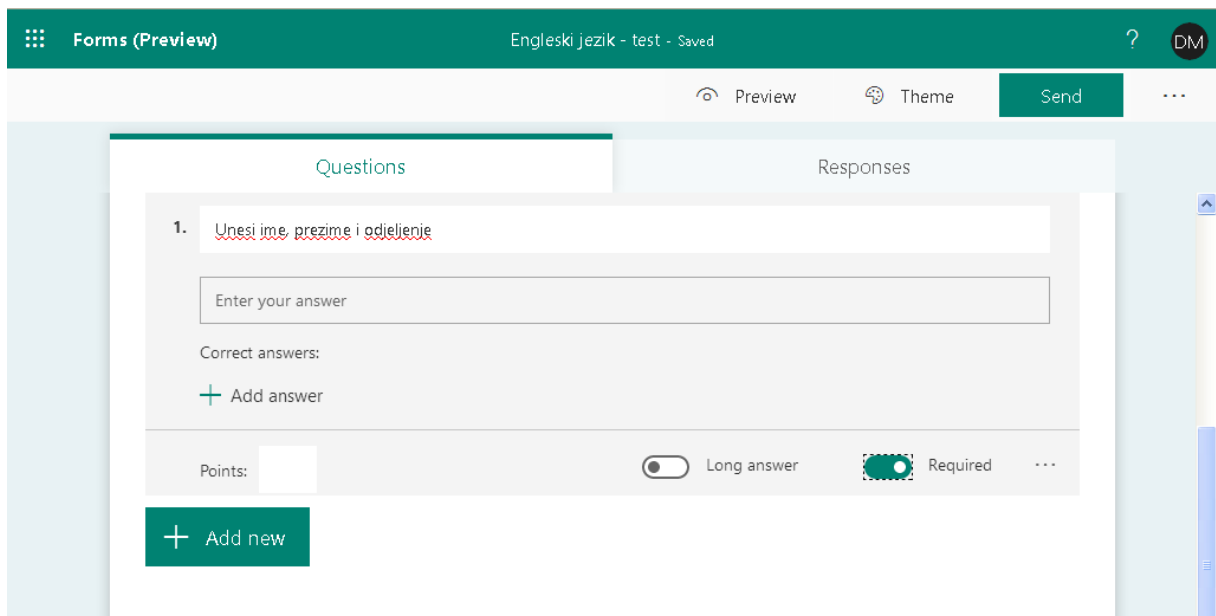 Forms (Preview) Engleski jezik - test - Saved ? DM
Preview Theme Send ...
Questions Responses
1. Unesi ime, prezime i odjeljenje
Enter your answer
Correct answers:
+ Add answer
Points: Long answer Required ...
+ Add new